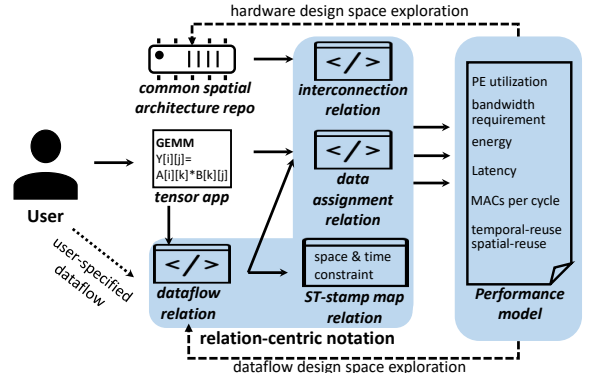 hardware design space exploration
common spatial
architecture repo
</>
interconnection
relation
GEMM
Y[i][j]=
A[i][k]*B[k][j]
tensor app
</>
data
assignment
relation
User
user-specified
dataflow
</>
dataflow
relation
space & time
constraint
ST-stamp map
relation
relation-centric notation
PE utilization
bandwidth
requirement
energy
Latency
MACs per cycle
temporal-reuse
spatial-reuse
Performance
model
dataflow design space exploration